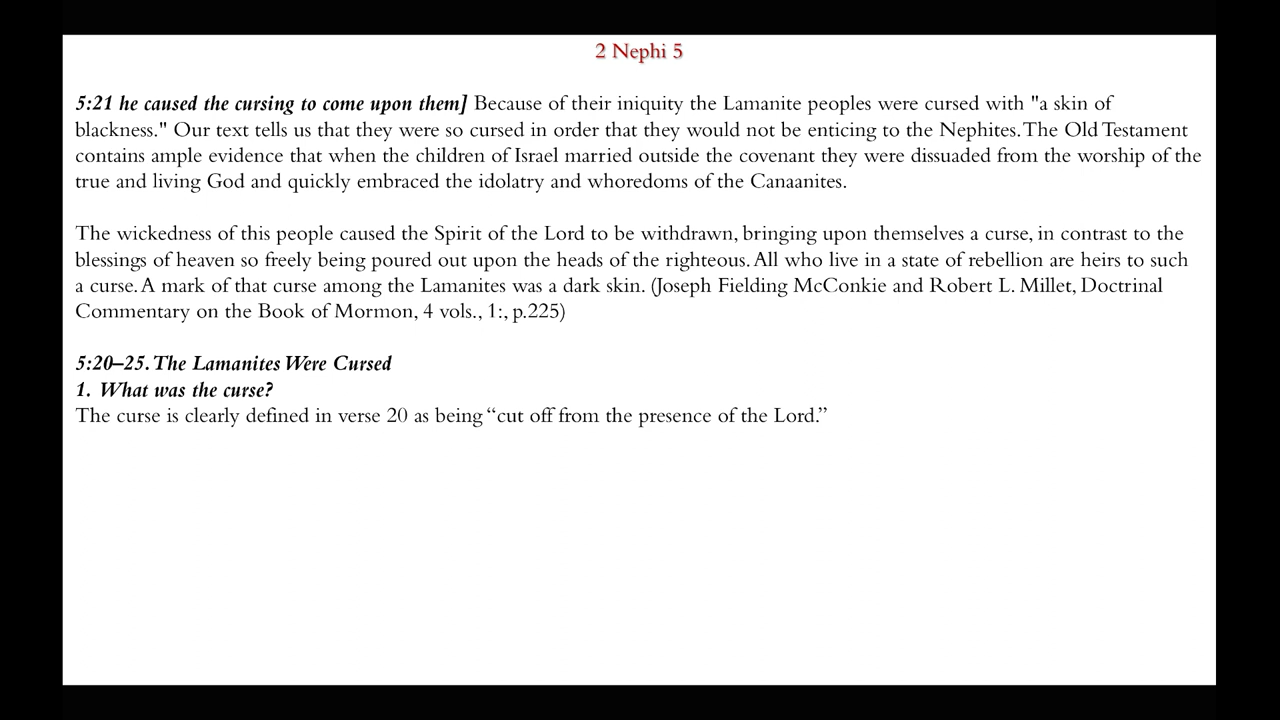 2 Nephi 5
5:21 he caused the cursing to come upon them] Because of their iniquity the Lamanite peoples were cursed with "a skin of
blackness." Our text tells us that they were so cursed in order that they would not be enticing to the Nephites. The Old Testament
contains ample evidence that when the children of Israel married outside the covenant they were dissuaded from the worship of the
true and living God and quickly embraced the idolatry and whoredoms of the Canaanites.
The wickedness of this people caused the Spirit of the Lord to be withdrawn, bringing upon themselves a curse, in contrast to the
blessings of heaven so freely being poured out upon the heads of the righteous. All who live in a state of rebellion are heirs to such
a curse. A mark of that curse among the Lamanites was a dark skin. (Joseph Fielding McConkie and Robert L. Millet, Doctrinal
Commentary on the Book of Mormon, 4 vols., 1:, p.225)
5:20–25. The Lamanites Were Cursed
1. What was the curse?
The curse is clearly defined in verse 20 as being “cut off from the presence of the Lord.”